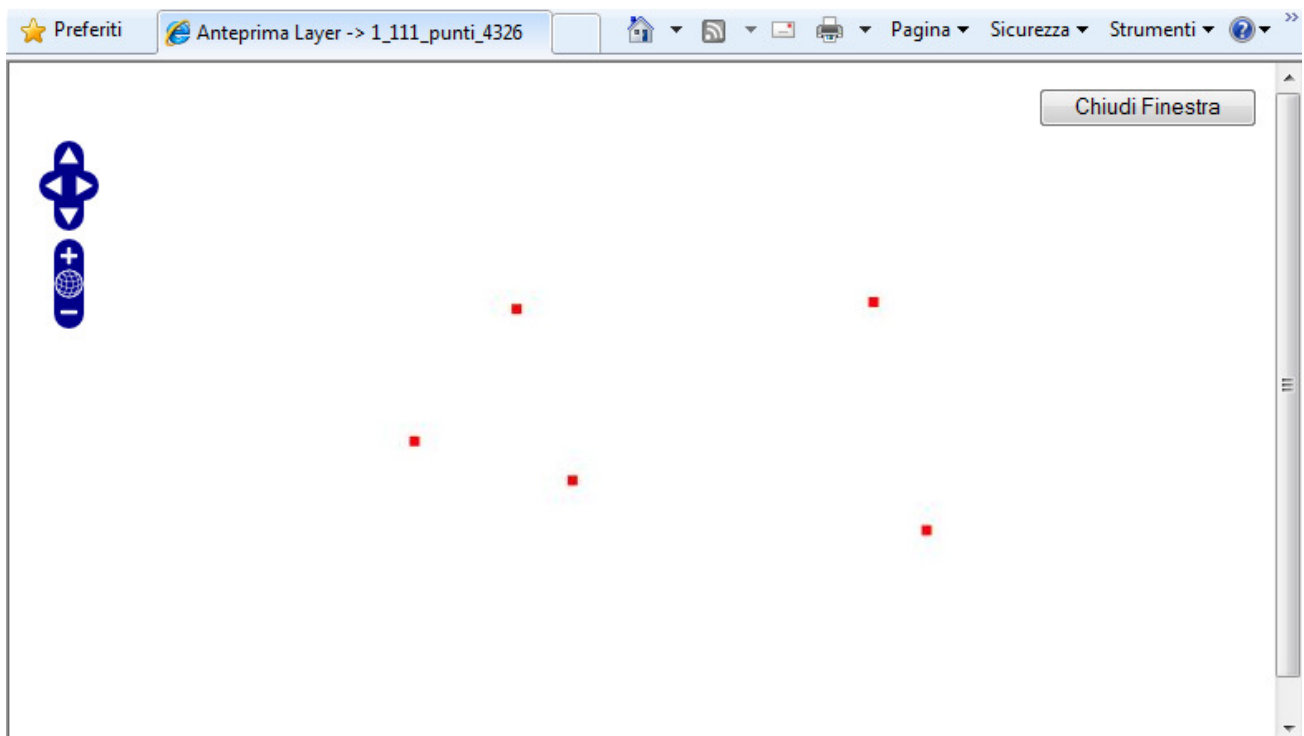 Preferiti
Anteprima Layer -> 1_111_punti_4326
Pagina
Sicurezza
Strumenti
Chiudi Finestra